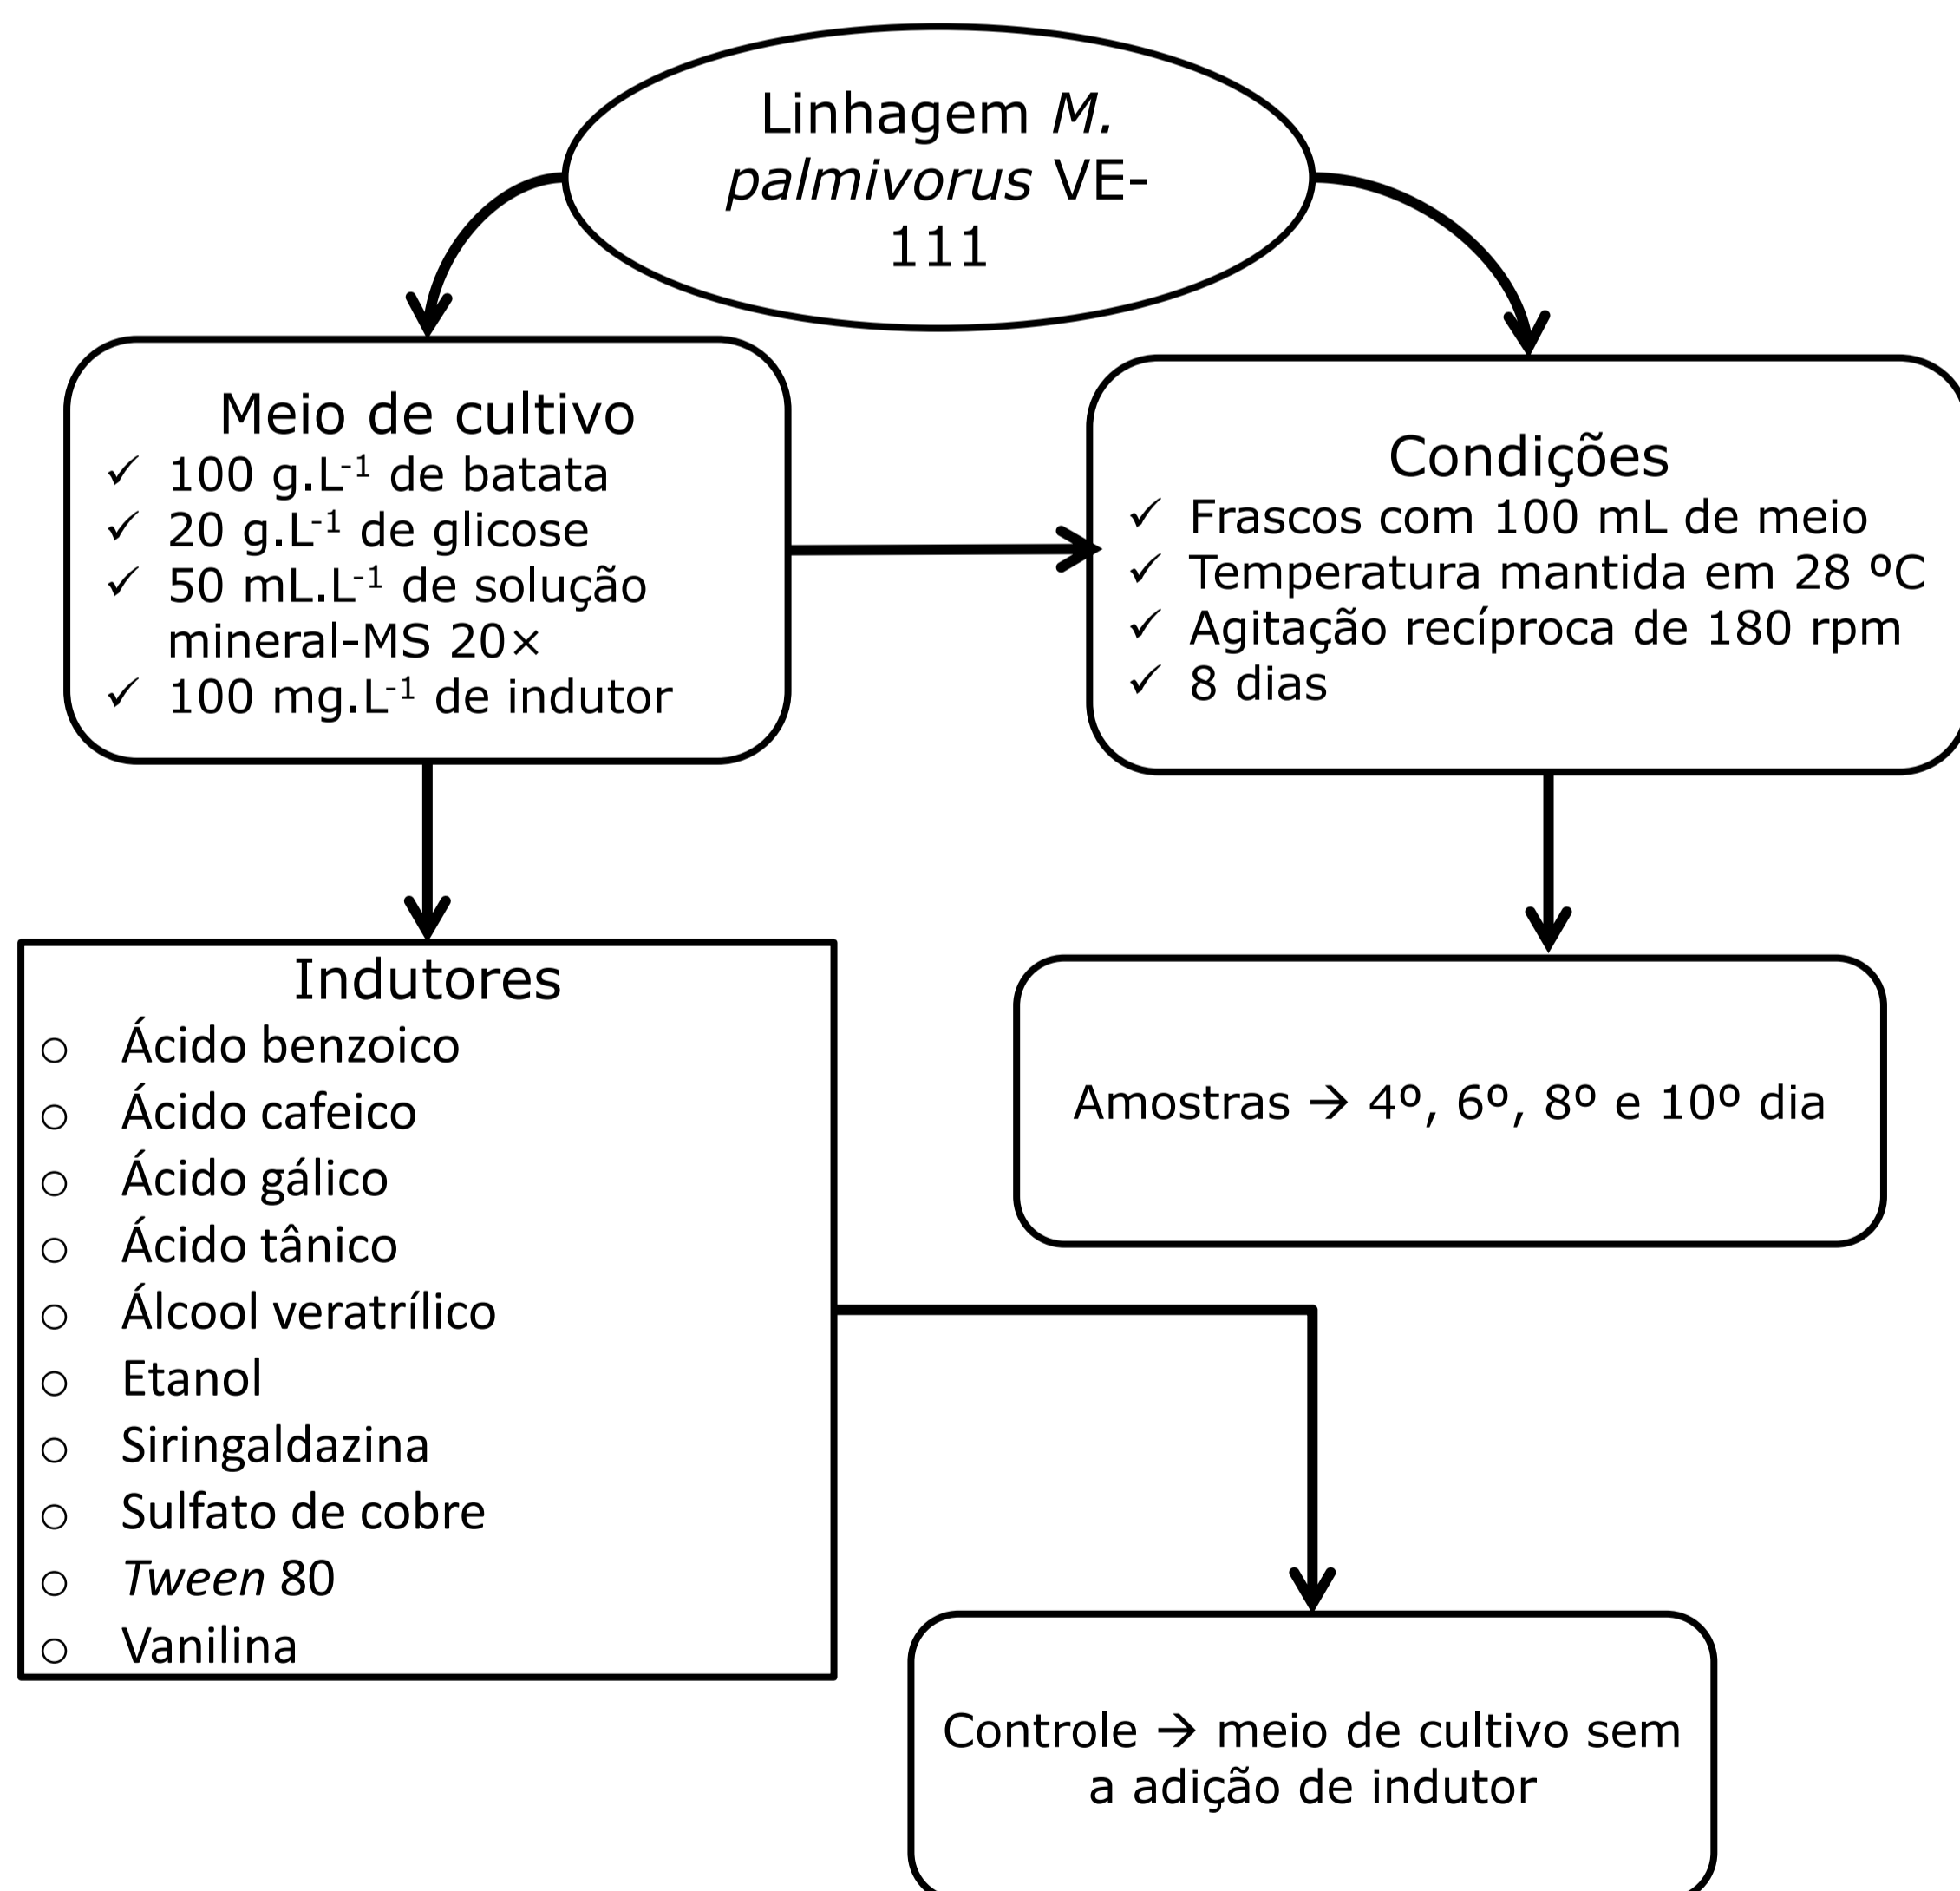 Linhagem M.
palmivorus VE-
111
Meio de cultivo
✓ 100 g.L⁻¹ de batata
✓ 20 g.L⁻¹ de glicose
✓ 50 mL.L⁻¹ de solução
mineral-MS 20×
✓ 100 mg.L⁻¹ de indutor
Condições
✓ Frascos com 100 mL de meio
✓ Temperatura mantida em 28 ºC
✓ Agitação recíproca de 180 rpm
✓ 8 dias
Indutores
○ Ácido benzoico
○ Ácido cafeico
○ Ácido gálico
○ Ácido tânico
○ Álcool veratrílico
○ Etanol
○ Siringaldazina
○ Sulfato de cobre
○ Tween 80
○ Vanilina
Amostras → 4º, 6º, 8º e 10º dia
Controle → meio de cultivo sem
a adição de indutor